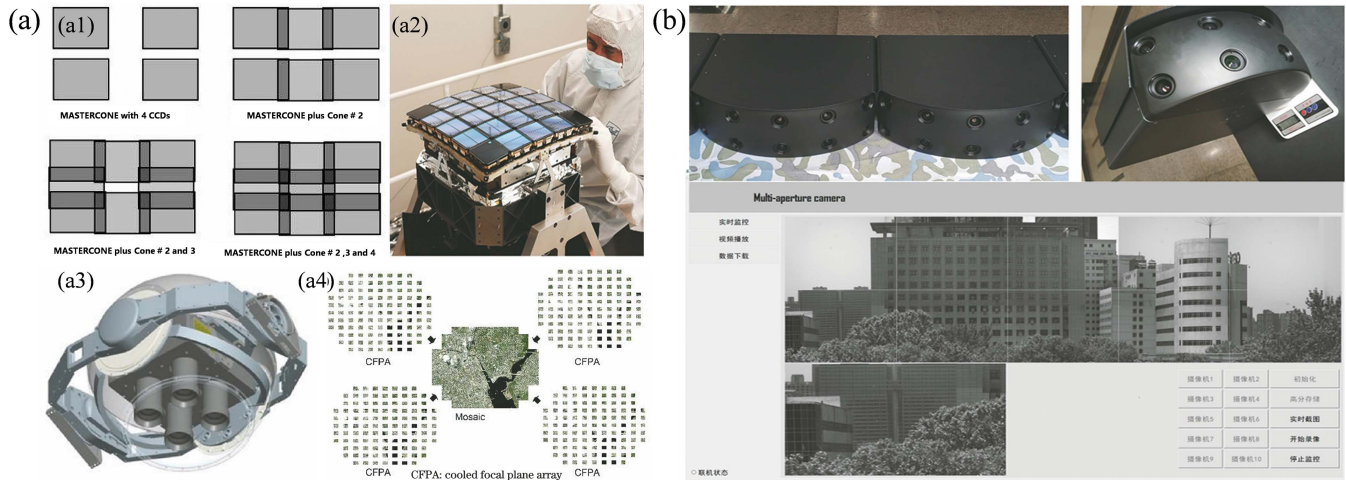 (a)
(a1)
MASTERCONE with 4 CCDs
MASTERCONE plus Cone # 2
MASTERCONE plus Cone # 2 and 3
MASTERCONE plus Cone # 2 ,3 and 4
(a2)
(a3)
(a4)
CFPA
CFPA
Mosaic
CFPA
CFPA
CFPA: cooled focal plane array
(b)
Multi-aperture camera
实时监控
视频播放
数据下载
摄像机1 摄像机2 初始化
摄像机3 摄像机4 高分存储
摄像机5 摄像机6 实时截图
摄像机7 摄像机8 开始录像
摄像机9 摄像机10 停止监控
联机状态